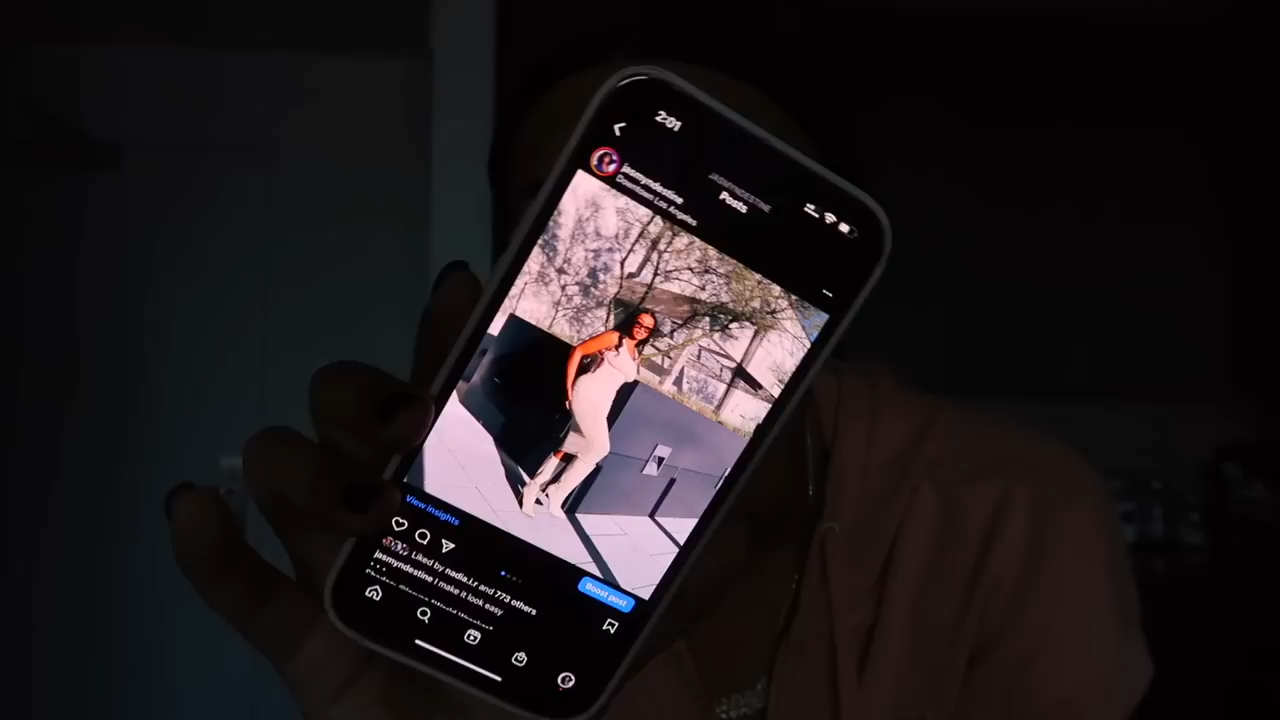 2:01
JASMYNDESTINE
Posts
jasmyndestine
Downtown Los Angeles
View insights
Boost post
Liked by nadia.i.r and 773 others
jasmyndestine I make it look easy